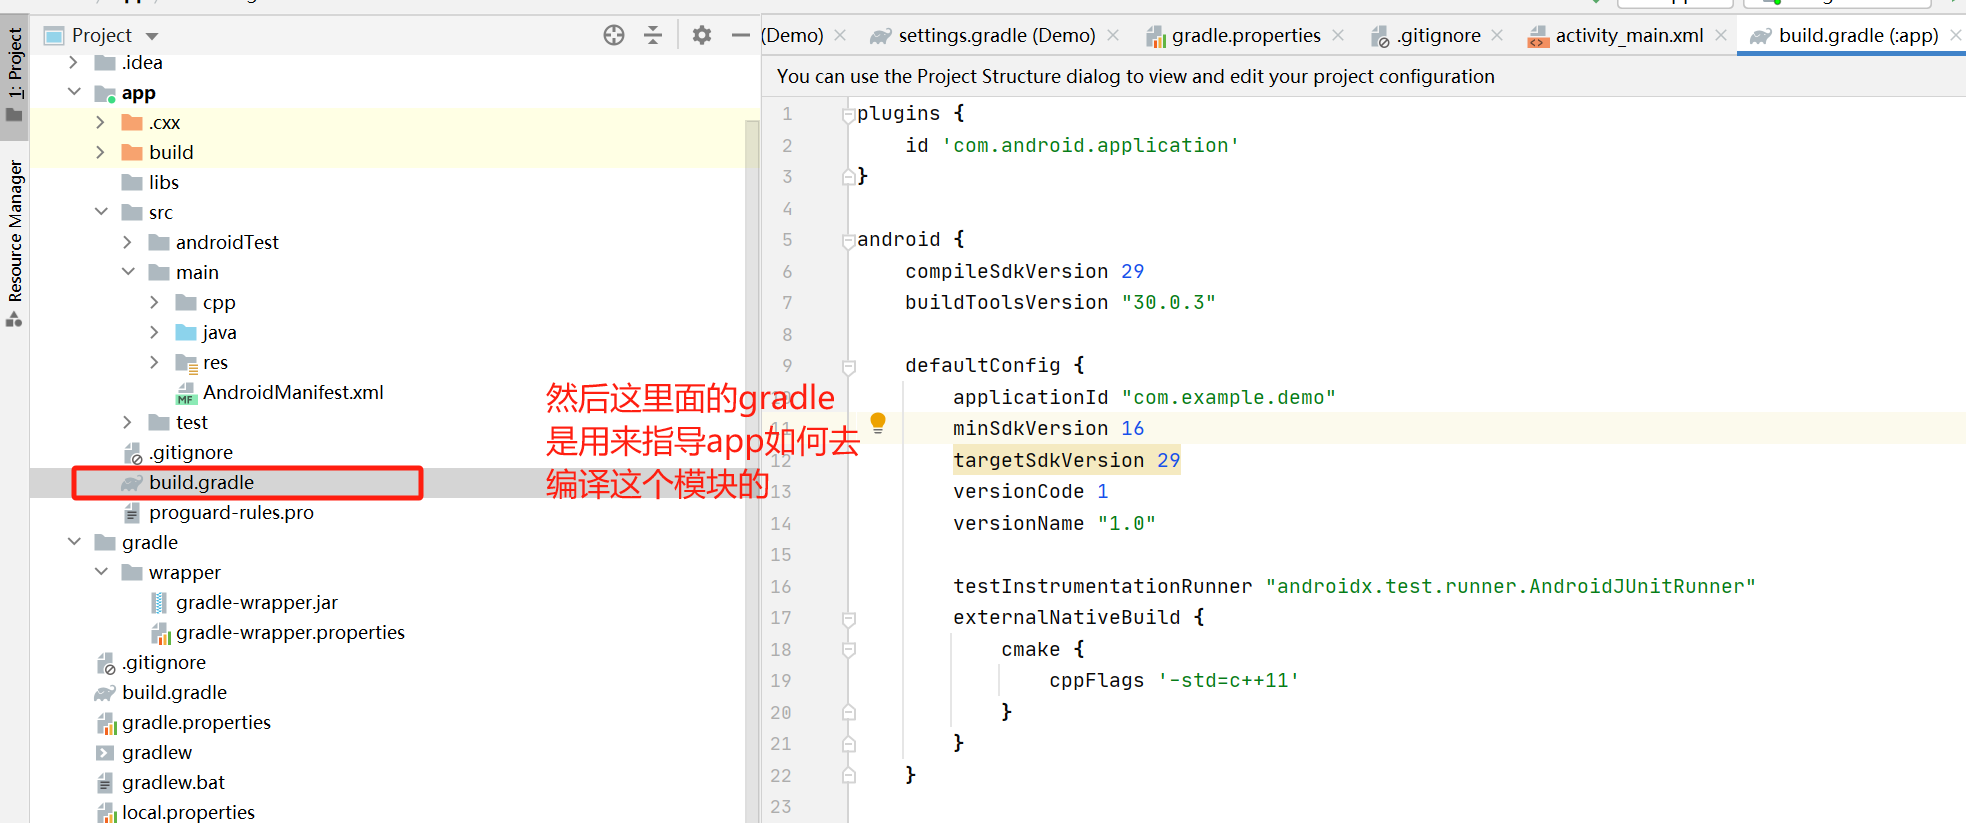 Project
(Demo)
settings.gradle (Demo)
gradle.properties
.gitignore
activity_main.xml
build.gradle (:app)
1: Project
Resource Manager
.idea
app
.cxx
build
libs
src
androidTest
main
cpp
java
res
AndroidManifest.xml
test
.gitignore
build.gradle
proguard-rules.pro
gradle
wrapper
gradle-wrapper.jar
gradle-wrapper.properties
.gitignore
build.gradle
gradle.properties
gradlew
gradlew.bat
local.properties
然后这里面的gradle
是用来指导app如何去
编译这个模块的
You can use the Project Structure dialog to view and edit your project configuration
1 plugins {
2 id 'com.android.application'
3 }
4
5 android {
6 compileSdkVersion 29
7 buildToolsVersion "30.0.3"
8
9 defaultConfig {
10 applicationId "com.example.demo"
11 minSdkVersion 16
12 targetSdkVersion 29
13 versionCode 1
14 versionName "1.0"
15
16 testInstrumentationRunner "androidx.test.runner.AndroidJUnitRunner"
17 externalNativeBuild {
18 cmake {
19 cppFlags '-std=c++11'
20 }
21 }
22 }
23